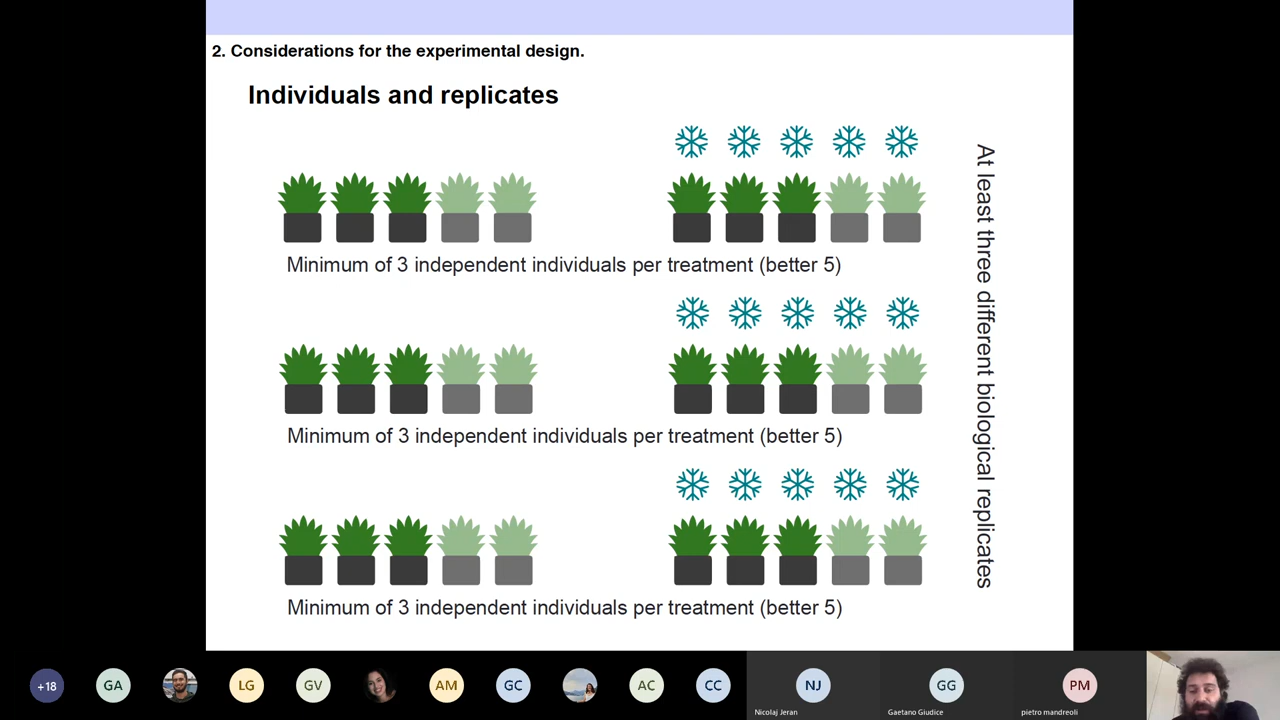 2. Considerations for the experimental design.
Individuals and replicates
Minimum of 3 independent individuals per treatment (better 5)
Minimum of 3 independent individuals per treatment (better 5)
Minimum of 3 independent individuals per treatment (better 5)
At least three different biological replicates
+18
GA
LG
GV
AM
GC
AC
CC
NJ
Nicolaj Jeran
GG
Gaetano Giudice
PM
pietro mandreoli